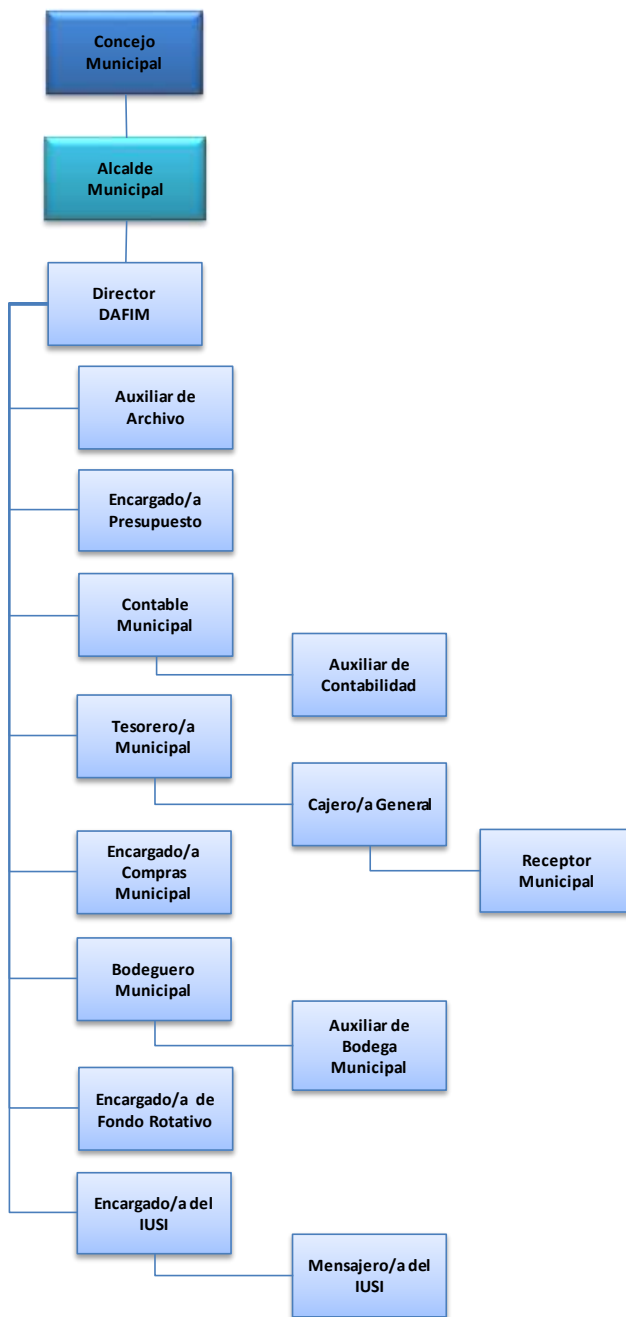 Concejo
Municipal
Alcalde
Municipal
Director
DAFIM
Auxiliar de
Archivo
Encargado/a
Presupuesto
Contable
Municipal
Auxiliar de
Contabilidad
Tesorero/a
Municipal
Cajero/a General
Receptor
Municipal
Encargado/a
Compras
Municipal
Bodeguero
Municipal
Auxiliar de
Bodega
Municipal
Encargado/a de
Fondo Rotativo
Encargado/a del
IUSI
Mensajero/a del
IUSI